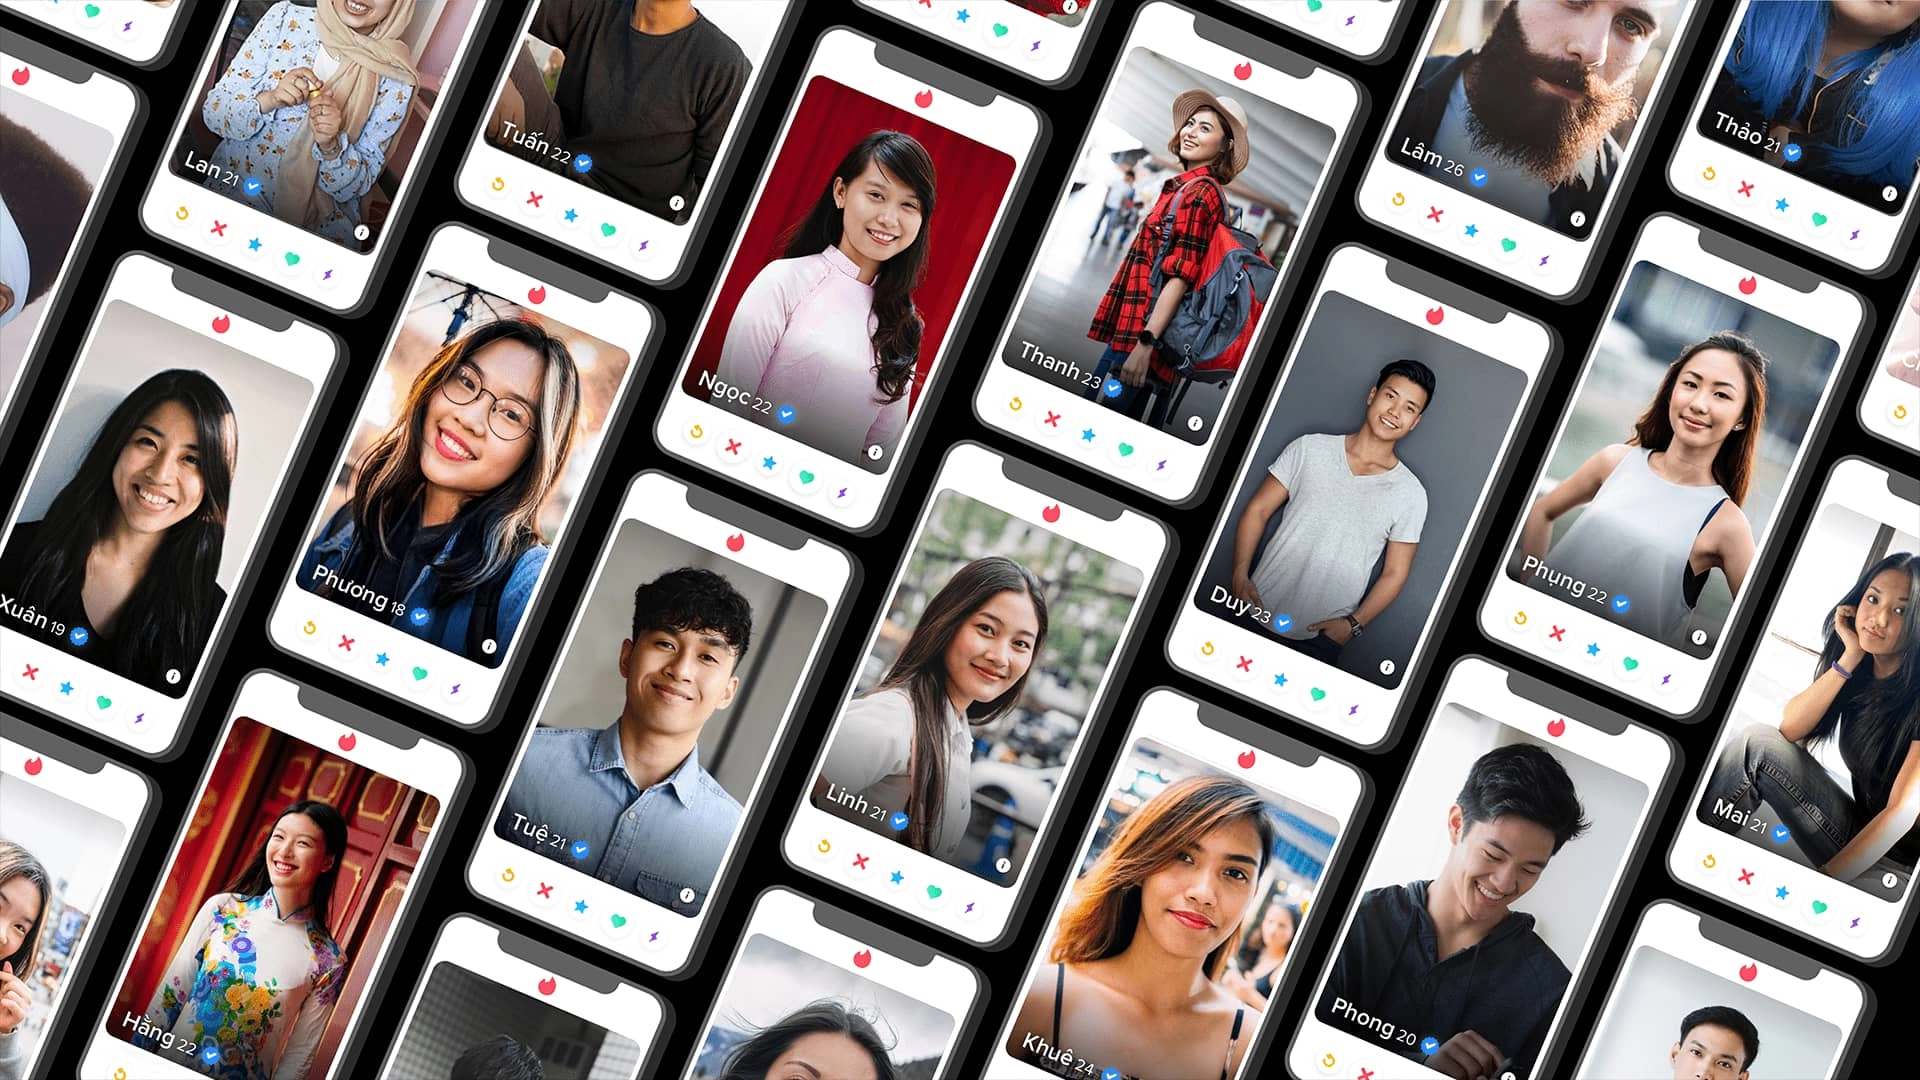 Lan 21
Tuấn 22
Ngọc 22
Thanh 23
Lâm 26
Thảo 21
Xuân 19
Phương 18
Tuệ 21
Linh 21
Duy 23
Phụng 22
Mai 21
Hằng 22
Khuê 24
Phong 20